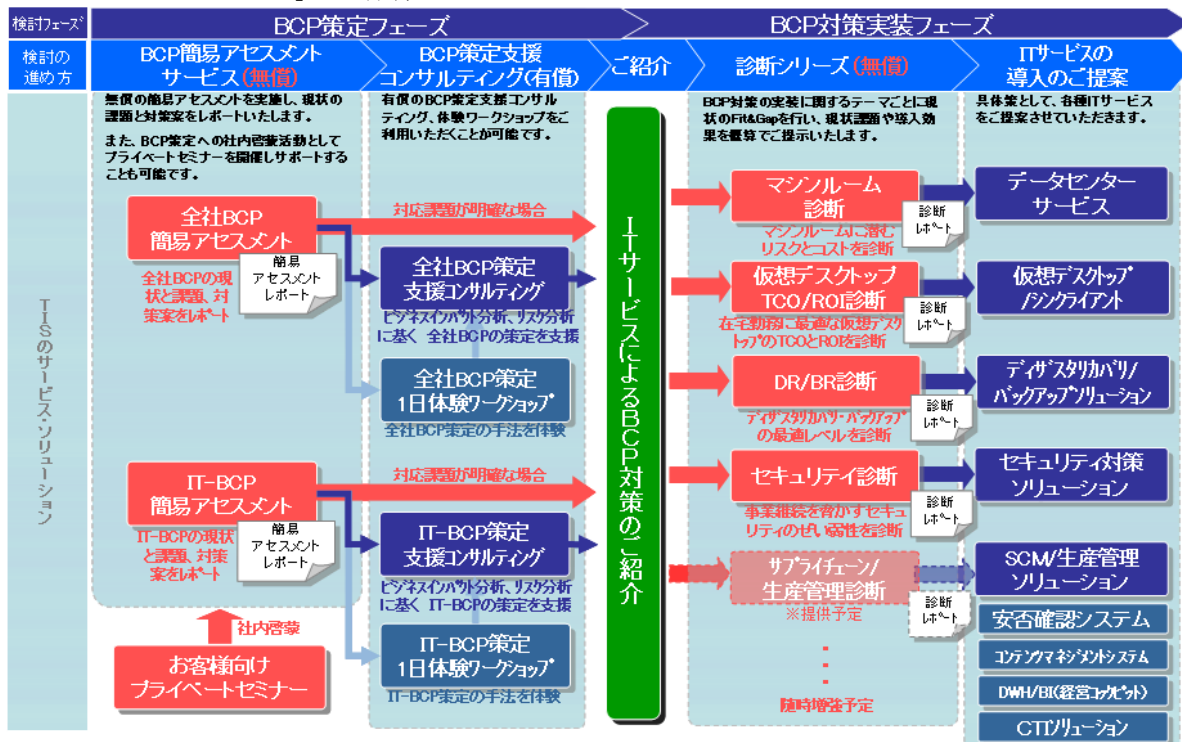 検討フェーズ
BCP策定フェーズ
BCP対策実装フェーズ
検討の
進め方
BCP簡易アセスメント
サービス(無償)
BCP策定支援
コンサルティング(有償)
ご紹介
診断シリーズ(無償)
ITサービスの
導入のご提案
TISのサービス・ソリューション
無償の簡易アセスメントを実施し、現状の
課題と対策案をレポートいたします。
また、BCP策定への社内啓蒙活動として
プライベートセミナーを開催しサポートする
ことも可能です。
全社BCP
簡易アセスメント
簡易
アセスメント
レポート
全社BCPの現
状と課題、対
策案をレポート
IT-BCP
簡易アセスメント
簡易
アセスメント
レポート
IT-BCPの現状
と課題、対策
案をレポート
社内啓蒙
お客様向け
プライベートセミナー
有償のBCP策定支援コンサル
ティング、体験ワークショップをご
利用いただくことが可能です。
対応課題が明確な場合
全社BCP策定
支援コンサルティング
ビジネスインパクト分析、リスク分析
に基く 全社BCPの策定を支援
全社BCP策定
1日体験ワークショップ
全社BCP策定の手法を体験
対応課題が明確な場合
IT-BCP策定
支援コンサルティング
ビジネスインパクト分析、リスク分析
に基く IT-BCPの策定を支援
IT-BCP策定
1日体験ワークショップ
IT-BCP策定の手法を体験
ITサービスによるBCP対策のご紹介
BCP対策の実装に関するテーマごとに現
状のFit&Gapを行い、現状課題や導入効
果を概算でご提示いたします。
マシンルーム
診断
診断
レポート
マシンルームに潜む
リスクとコストを診断
仮想デスクトップ
TCO/ROI診断
診断
レポート
在宅勤務に最適な仮想デスク
トップのTCOとROIを診断
DR/BR診断
診断
レポート
ディザスタリカバリ・バックアップ
の最適レベルを診断
セキュリティ診断
診断
レポート
事業継続を脅かすセキュ
リティのぜい弱性を診断
サプライチェーン/
生産管理診断
診断
レポート
※提供予定
随時増強予定
具体策として、各種ITサービス
をご提案させていただきます。
データセンター
サービス
仮想デスクトップ
/シンクライアント
ディザスタリカバリ/
バックアップソリューション
セキュリティ対策
ソリューション
SCM/生産管理
ソリューション
安否確認システム
コンテンツマネジメントシステム
DWH/BI(経営コックピット)
CTIソリューション